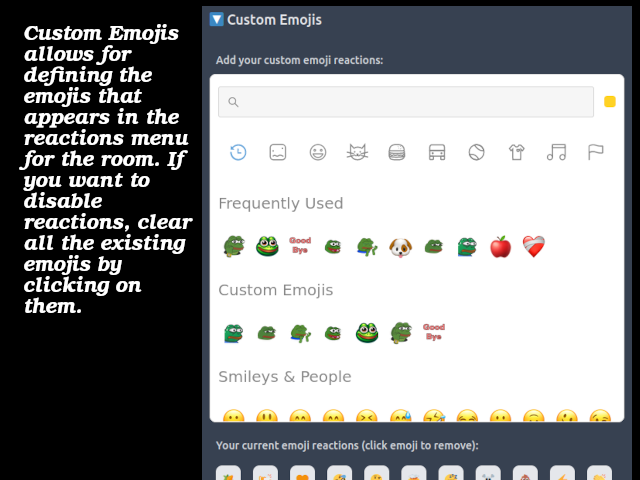 Custom Emojis
allows for
defining the
emojis that
appears in the
reactions menu
for the room. If
you want to
disable
reactions, clear
all the existing
emojis by
clicking on
them.
Custom Emojis
Add your custom emoji reactions:
Frequently Used
Good
Bye
Custom Emojis
Good
Bye
Smileys & People
Your current emoji reactions (click emoji to remove):